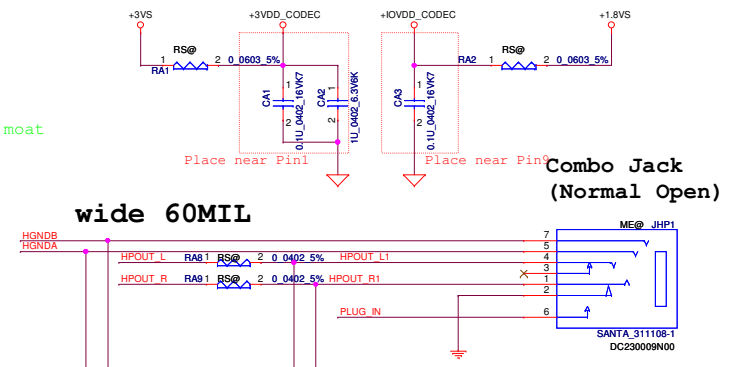 +3VS
+3VDD_CODEC
+IOVDD_CODEC
+1.8VS
RS@
RS@
1
2
0_0603_5%
RA2
1
2
0_0603_5%
RA1
1
1
1
CA1
0.1U_0402_16VK7
CA2
1U_0402_6.3V6K
CA3
0.1U_0402_16VK7
2
2
2
moat
Place near Pin1
Place near Pin9
Combo Jack
(Normal Open)
wide 60MIL
ME@ JHP1
HGNDB
7
HGNDA
5
HPOUT_L
RA8
1
RS@
2
0_0402_5%
HPOUT_L1
4
3
HPOUT_R
RA9
1
RS@
2
0_0402_5%
HPOUT_R1
1
2
PLUG_IN
6
SANTA_311108-1
DC230009N00